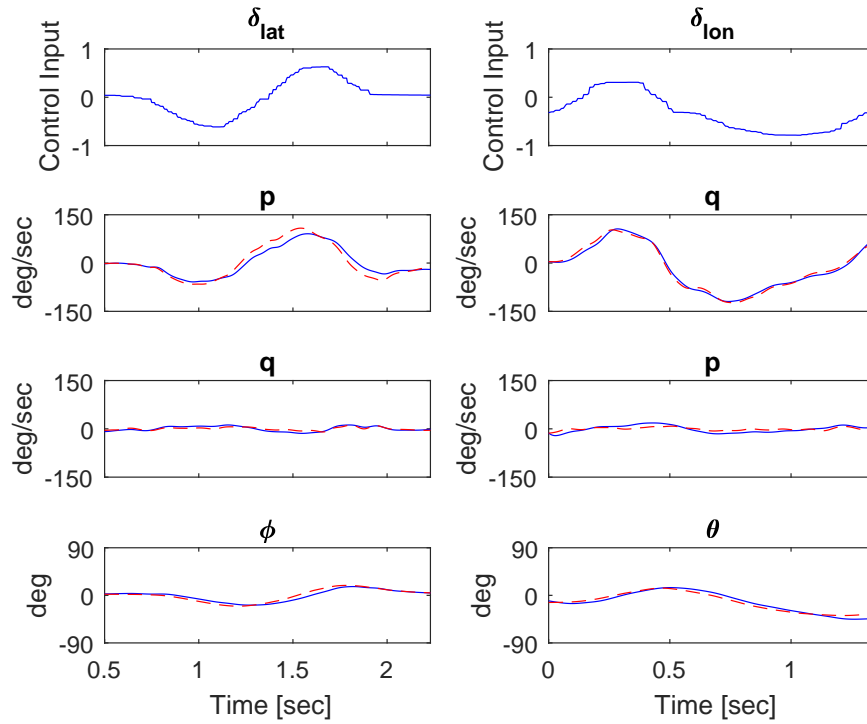 δlat
δlon
Control Input
1
0
-1
Control Input
1
0
-1
p
q
deg/sec
150
0
-150
deg/sec
150
0
-150
q
p
deg/sec
150
0
-150
deg/sec
150
0
-150
ϕ
θ
deg
90
0
-90
deg
90
0
-90
0.5 1 1.5 2
0 0.5 1
Time [sec]
Time [sec]